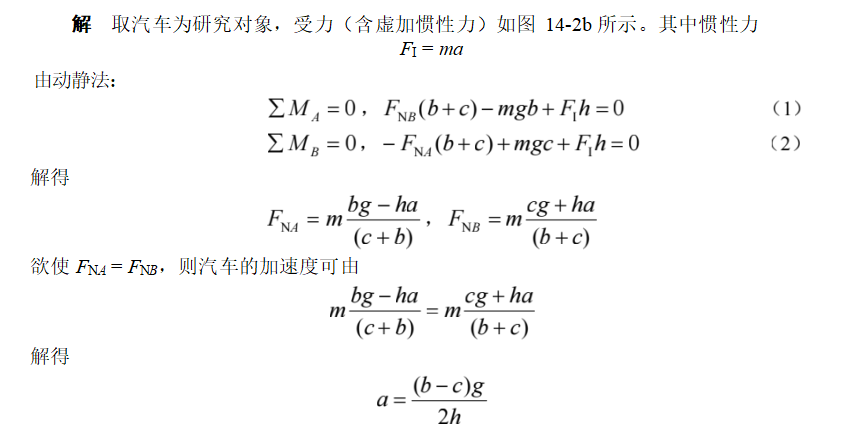 解 取汽车为研究对象，受力（含虚加惯性力）如图 14-2b 所示。其中惯性力
F_I = ma
由动静法：
∑M_A = 0，F_NB(b+c)−mgb+F_I h=0 （1）
∑M_B = 0，−F_NA(b+c)+mgc+F_I h=0 （2）
解得
F_NA = m (bg−ha)/(c+b)，F_NB = m (cg+ha)/(b+c)
欲使 F_NA = F_NB，则汽车的加速度可由
m (bg−ha)/(c+b) = m (cg+ha)/(b+c)
解得
a = (b−c)g/2h